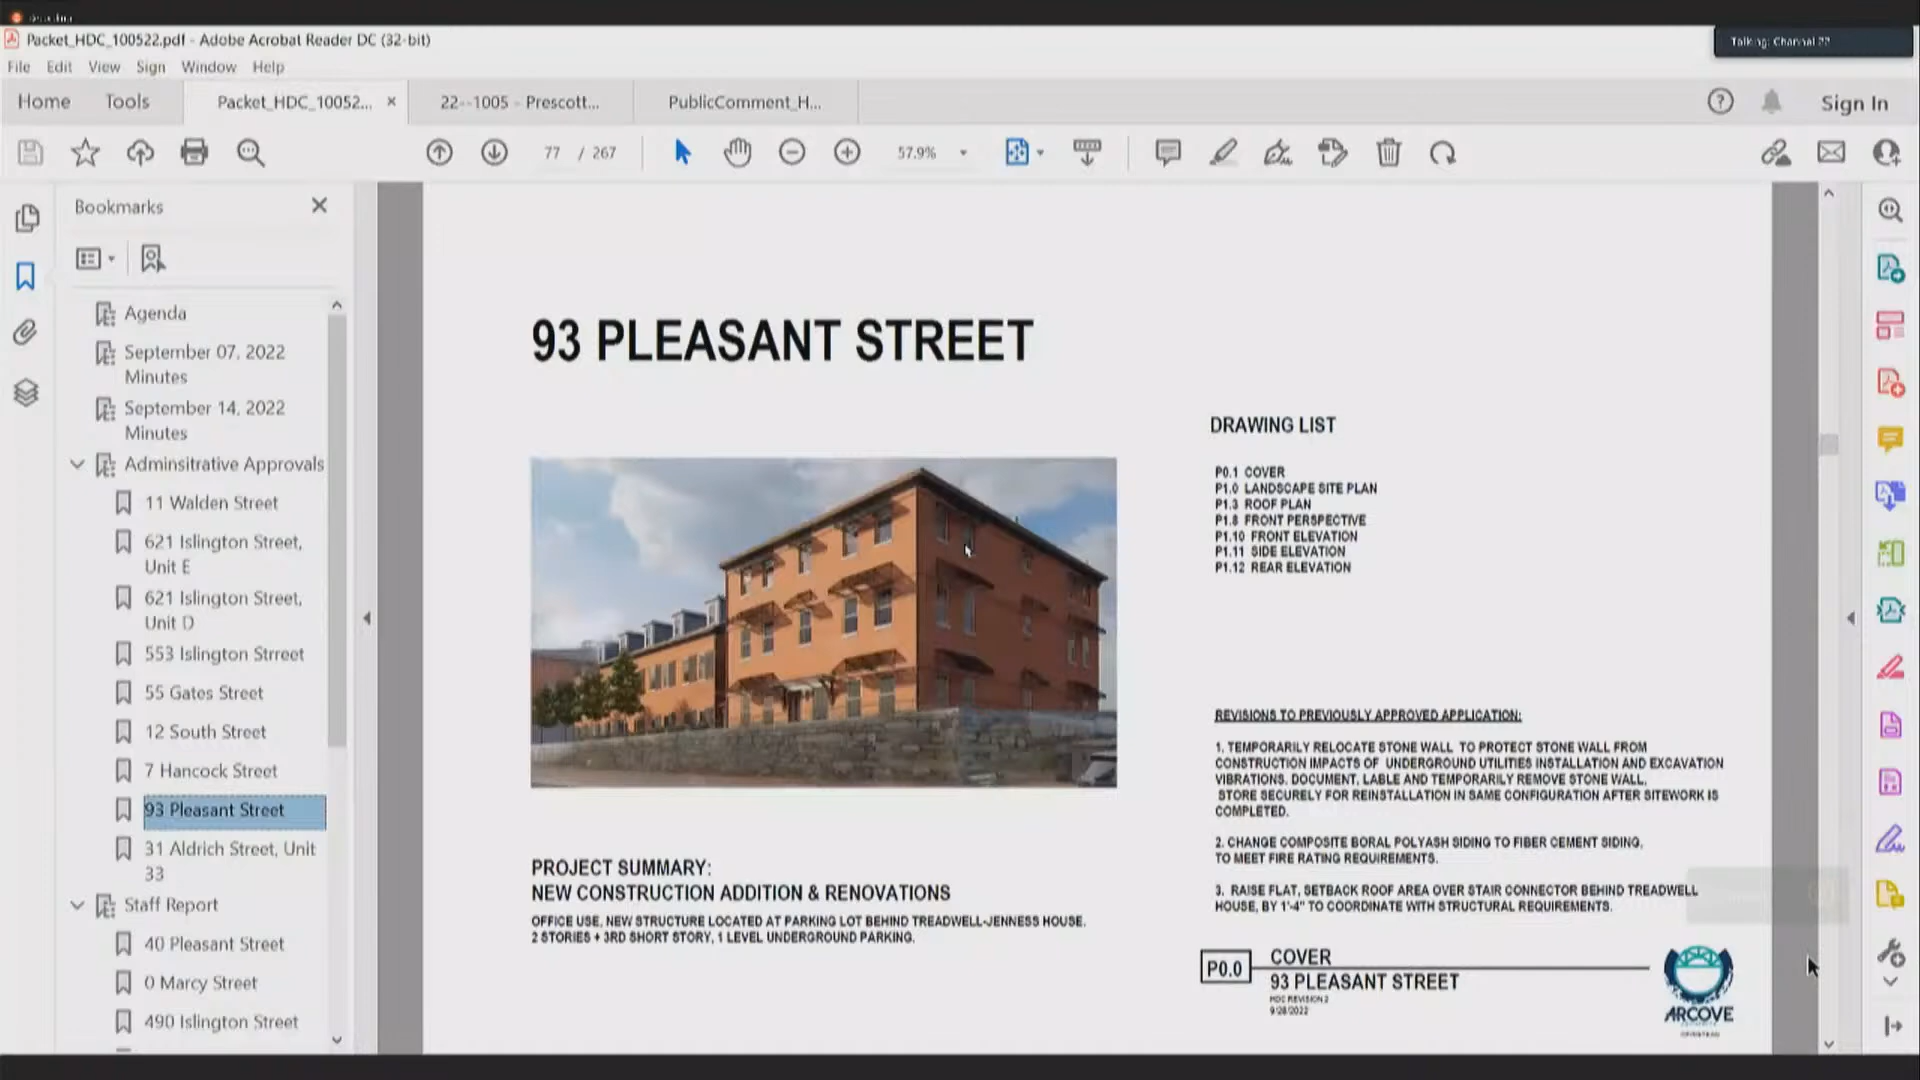 Packet_HDC_100522.pdf - Adobe Acrobat Reader DC (32-bit)
Talking: Channel 22
File Edit View Sign Window Help
Home Tools Packet_HDC_10052... × 22--1005 - Prescott... PublicComment_H... Sign In
77 / 267 57.9%
Bookmarks
Agenda
September 07, 2022
Minutes
September 14, 2022
Minutes
Adminsitrative Approvals
11 Walden Street
621 Islington Street,
Unit E
621 Islington Street,
Unit D
553 Islington Strreet
55 Gates Street
12 South Street
7 Hancock Street
93 Pleasant Street
31 Aldrich Street, Unit
33
Staff Report
40 Pleasant Street
0 Marcy Street
490 Islington Street
93 PLEASANT STREET
DRAWING LIST
P0.1 COVER
P1.0 LANDSCAPE SITE PLAN
P1.3 ROOF PLAN
P1.8 FRONT PERSPECTIVE
P1.10 FRONT ELEVATION
P1.11 SIDE ELEVATION
P1.12 REAR ELEVATION
REVISIONS TO PREVIOUSLY APPROVED APPLICATION:
1. TEMPORARILY RELOCATE STONE WALL TO PROTECT STONE WALL FROM
CONSTRUCTION IMPACTS OF UNDERGROUND UTILITIES INSTALLATION AND EXCAVATION
VIBRATIONS. DOCUMENT, LABLE AND TEMPORARILY REMOVE STONE WALL,
STORE SECURELY FOR REINSTALLATION IN SAME CONFIGURATION AFTER SITEWORK IS
COMPLETED.
2. CHANGE COMPOSITE BORAL POLYASH SIDING TO FIBER CEMENT SIDING,
TO MEET FIRE RATING REQUIREMENTS.
3. RAISE FLAT, SETBACK ROOF AREA OVER STAIR CONNECTOR BEHIND TREADWELL
HOUSE, BY 1'-4" TO COORDINATE WITH STRUCTURAL REQUIREMENTS.
PROJECT SUMMARY:
NEW CONSTRUCTION ADDITION & RENOVATIONS
OFFICE USE, NEW STRUCTURE LOCATED AT PARKING LOT BEHIND TREADWELL-JENNESS HOUSE.
2 STORIES + 3RD SHORT STORY, 1 LEVEL UNDERGROUND PARKING.
P0.0
COVER
93 PLEASANT STREET
HDC REVISION 2
9/28/2022
ARCOVE